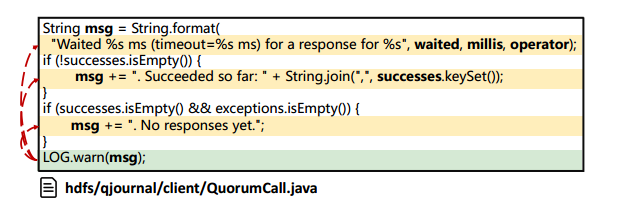 String msg = String.format(
"Waited %s ms (timeout=%s ms) for a response for %s", waited, millis, operator);
if (!successes.isEmpty()) {
msg += ". Succeeded so far: " + String.join(",", successes.keySet());
}
if (successes.isEmpty() && exceptions.isEmpty()) {
msg += ". No responses yet.";
}
LOG.warn(msg);
hdfs/qjournal/client/QuorumCall.java